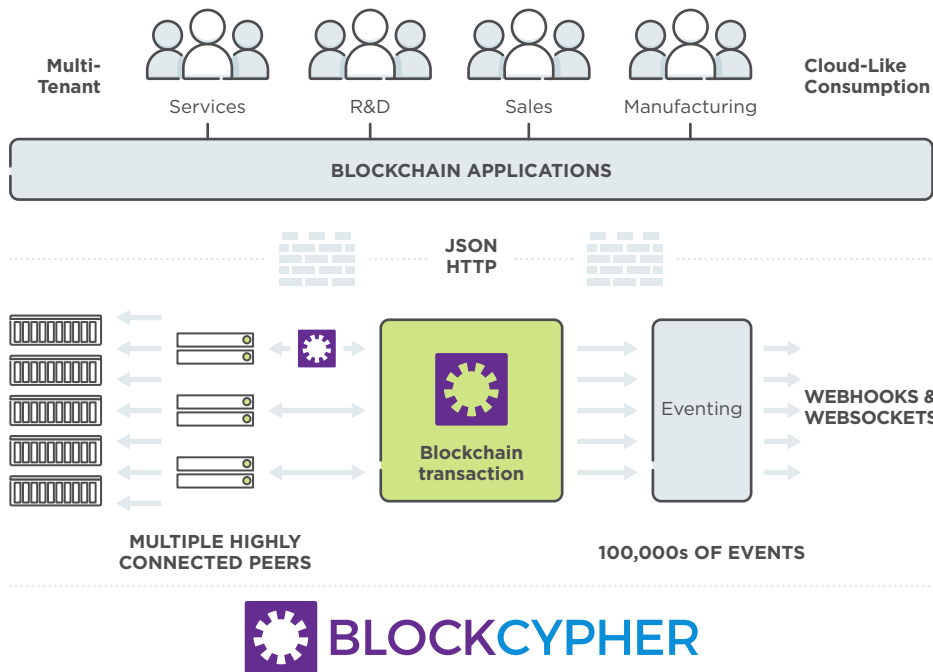 Multi-
Tenant
Services
R&D
Sales
Manufacturing
Cloud-Like
Consumption
BLOCKCHAIN APPLICATIONS
JSON
HTTP
Blockchain
transaction
Eventing
WEBHOOKS &
WEBSOCKETS
MULTIPLE HIGHLY
CONNECTED PEERS
100,000s OF EVENTS
BLOCKCYPHER